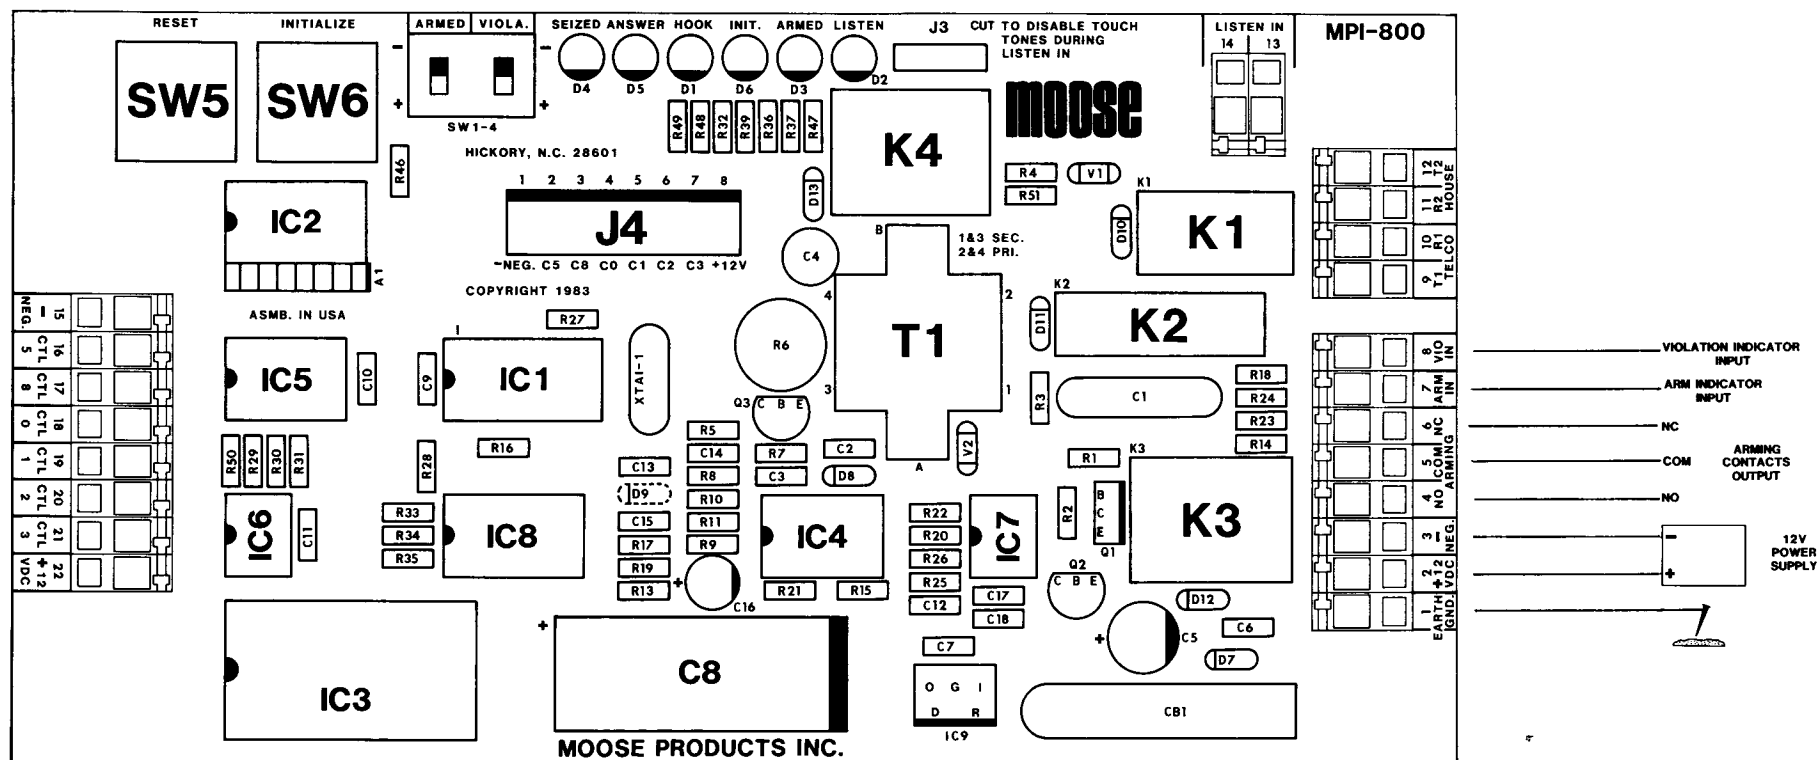 RESET
INITIALIZE
ARMED VIOLA.
SEIZED ANSWER HOOK INIT. ARMED LISTEN
J3
CUT TO DISABLE TOUCH
TONES DURING
LISTEN IN
LISTEN IN
14 13
MPI-800
SW5
SW6
- -
+ +
SW1-4
D4 D5 D1 D6 D3 D2
R49 R48 R32 R39 R36 R37 R47
K4
moose
HICKORY, N.C. 28601
R46
1 2 3 4 5 6 7 8
J4
-NEG. C5 C8 C0 C1 C2 C3 +12V
COPYRIGHT 1983
IC2
A1
ASMB. IN USA
D13
C4
R4
R51
V1
K1
K1
D10
12 T2
11 R2
HOUSE
10 R1
9 T1
TELCO
B
1&3 SEC.
2&4 PRI.
4 2
T1
3 1
A
K2
K2
D11
R27
XTAl-1
R6
15 - NEG.
16 CTL 5
17 CTL 8
18 CTL 0
19 CTL 1
20 CTL 2
21 CTL 3
22 +12 VDC
IC5
C10
C9
1
IC1
Q3
C B E
R3
C1
R18
R24
R23
R14
8 VIO IN
7 ARM IN
6 NC
5 COM
4 NO
ARMING
3 - NEG.
2 +12 VDC
1 EARTH GND.
VIOLATION INDICATOR
INPUT
ARM INDICATOR
INPUT
NC
COM
NO
ARMING
CONTACTS
OUTPUT
-
+
12V
POWER
SUPPLY
R50 R29 R30 R31
R28
R16
R5
C14
R8
R10
R11
R9
R7
C3
C2
D8
V2
C13
D9
C15
R17
R19
R13
IC6
C11
R33
R34
R35
IC8
IC4
R22
R20
R26
R25
C12
IC7
R1
R2
B
C
E
Q1
K3
K3
Q2
C B E
+
C16
R21
R15
C17
C18
D12
+
C5
C6
D7
C7
IC3
+
C8
O G I
D R
IC9
CB1
MOOSE PRODUCTS INC.